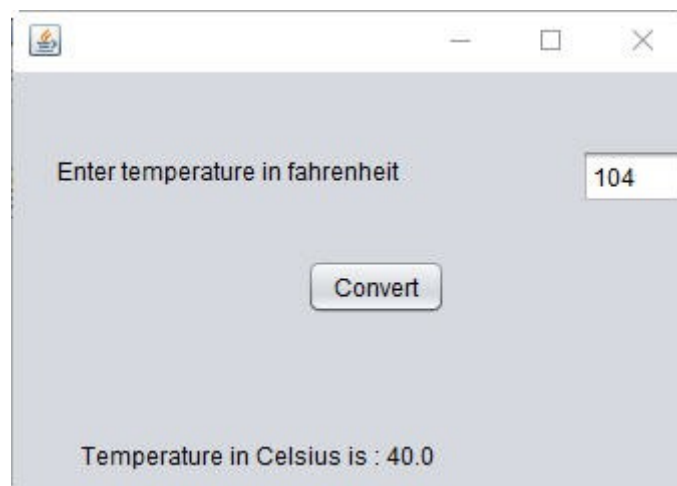 Enter temperature in fahrenheit 104
Convert
Temperature in Celsius is : 40.0